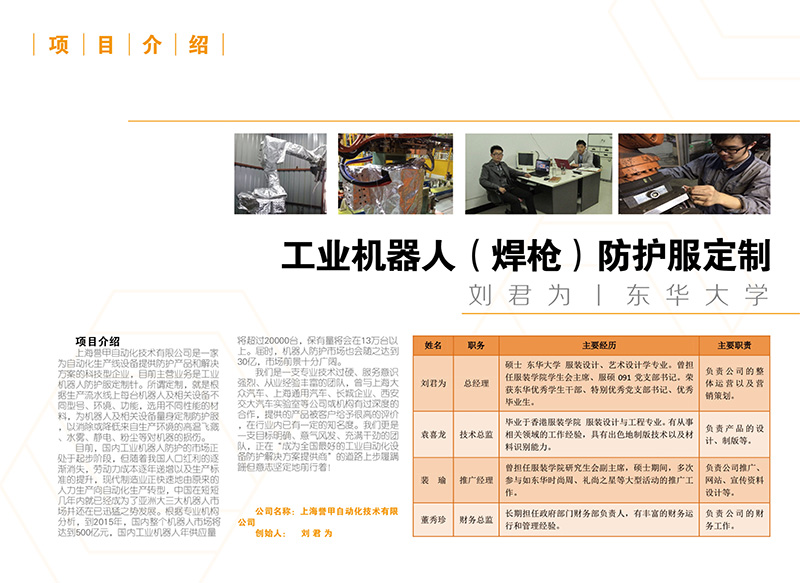 项目介绍
工业机器人（焊枪）防护服定制
刘君为 | 东华大学
项目介绍
上海誉甲自动化技术有限公司是一家
为自动化生产线设备提供防护产品和解决
方案的科技型企业，目前主营业务是工业
机器人防护服定制针。所谓定制，就是根
据生产流水线上每台机器人及相关设备不
同型号、环境、功能，选用不同性能的材
料，为机器人及相关设备量身定制防护服
，以消除或降低来自生产环境的高温飞溅
、水雾、静电、粉尘等对机器的损伤。
目前，国内工业机器人防护的市场正
处于起步阶段，但随着我国人口红利的逐
渐消失，劳动力成本逐年递增以及生产标
准的提升，现代制造业正快速地由原来的
人力生产向自动化生产转型，中国在短短
几年内就已经成为了亚洲大三大机器人市
场并还在已迅猛之势发展。根据专业机构
分析，到2015年，国内整个机器人市场将
达到500亿元，国内工业机器人年供应量
将超过20000台，保有量将会在13万台以
上。届时，机器人防护市场也会随之达到
30亿，市场前景十分广阔。
我们是一支专业技术过硬、服务意识
强烈、从业经验丰富的团队，曾与上海大
众汽车、上海通用汽车、长城企业、西安
交大汽车实验室等公司或机构有过深度的
合作，提供的产品被客户给予很高的评价
，在行业内已有一定的知名度。我们更是
一支目标明确、意气风发、充满干劲的团
队，正在“成为全国最好的工业自动化设
备防护解决方案提供商”的道路上步履蹒
跚但意志坚定地前行着！
公司名称：上海誉甲自动化技术有限
公司
创始人： 刘君为
姓名 职务 主要经历 主要职责
刘君为 总经理 硕士 东华大学 服装设计、艺术设计学专业。曾担
任服装学院学生会主席、服硕 091 党支部书记。荣
获东华优秀学生干部、特别优秀党支部书记、优秀
毕业生。
负责公司的整
体运营以及营
销策划。
袁喜龙 技术总监 毕业于香港服装学院 服装设计与工程专业。有从事
相关领域的工作经验，具有出色地制版技术以及材
料识别能力。
负责产品的设
计、制版等。
裴 瑜 推广经理 曾担任服装学院研究生会副主席，硕士期间，多次
参与如东华时尚周、礼尚之星等大型活动的推广工
作。
负责公司推广、
网站、宣传资料
设计等。
董秀珍 财务总监 长期担任政府部门财务部负责人，有丰富的财务运
行和管理经验。
负责公司的财
务工作。